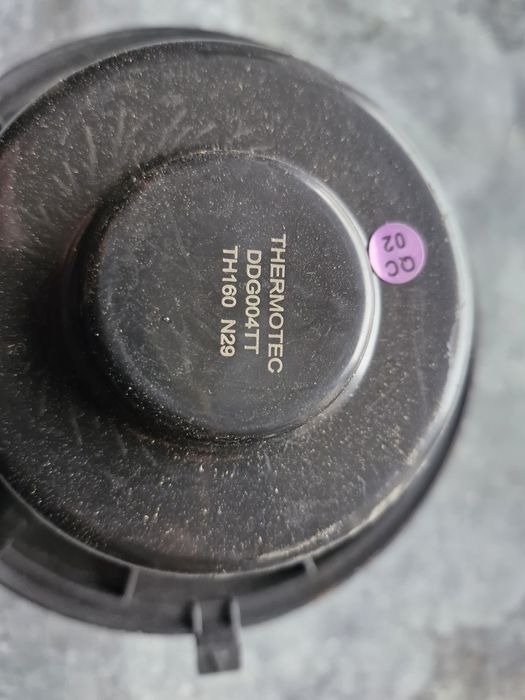 THERMOTEC
DDG004TT
TH160 N29
QC
02